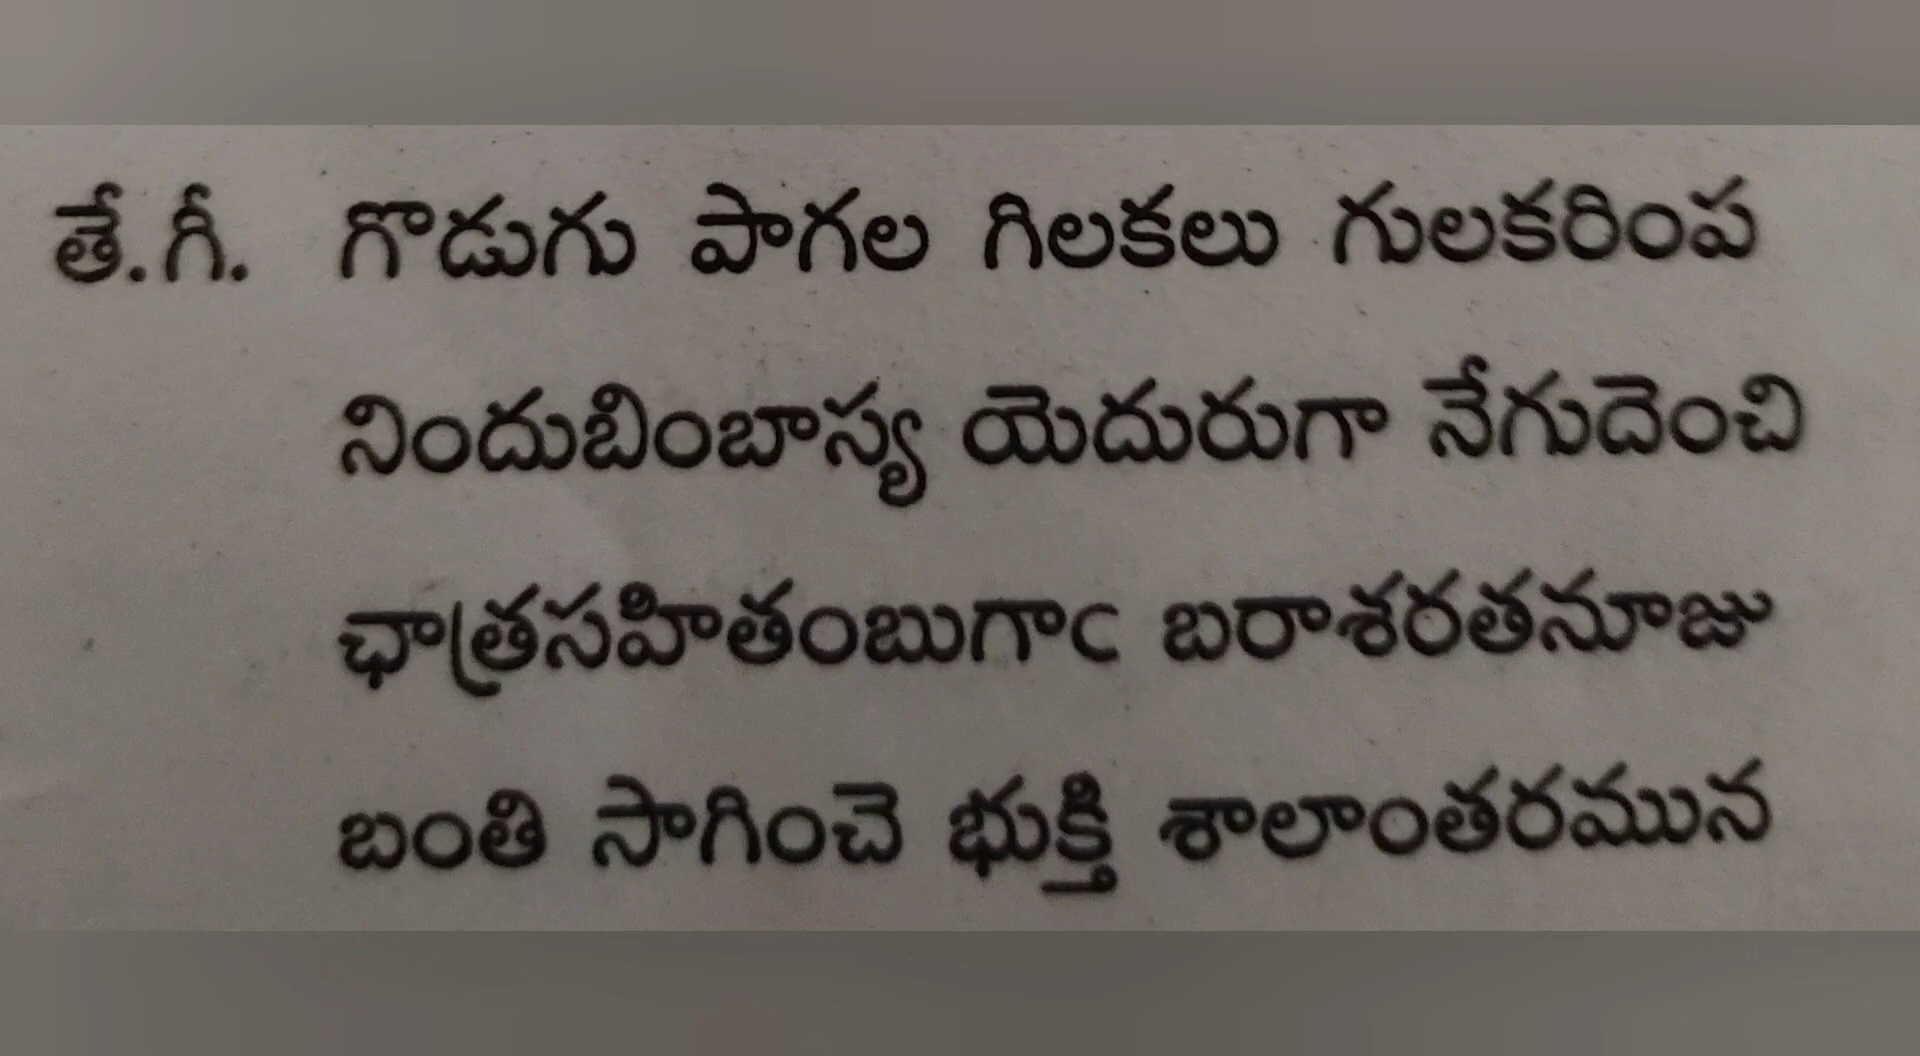 తే.గీ. గొడుగు పాగల గిలకలు గులకరింప
నిందుబింబాస్య యెదురుగా నేగుదెంచి
ఛాత్రసహితంబుగాఁ బరాశరతనూజు
బంతి సాగించె భుక్తి శాలాంతరమున